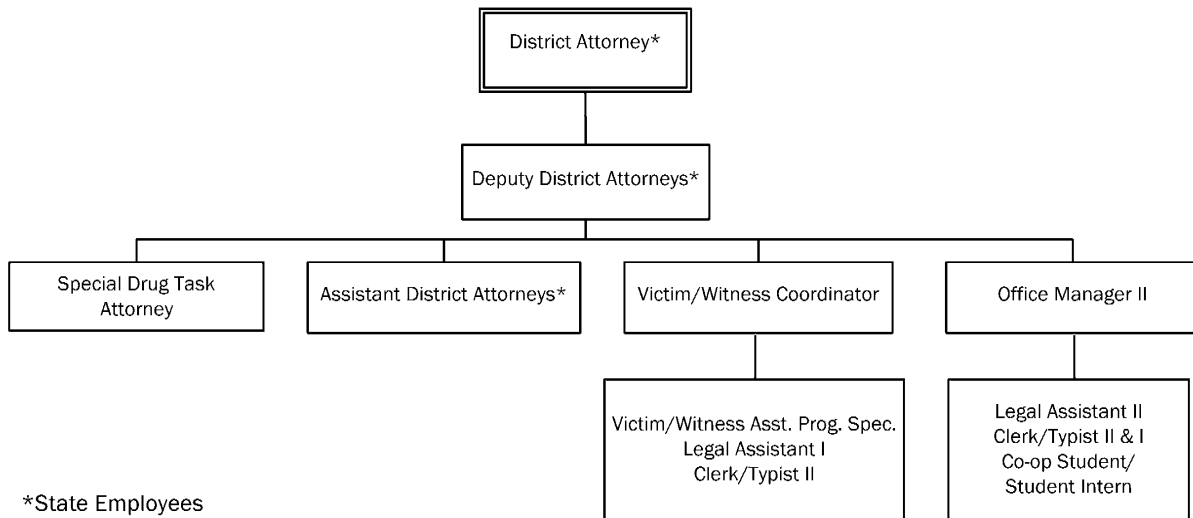 District Attorney*
Deputy District Attorneys*
Special Drug Task
Attorney
Assistant District Attorneys*
Victim/Witness Coordinator
Office Manager II
Victim/Witness Asst. Prog. Spec.
Legal Assistant I
Clerk/Typist II
Legal Assistant II
Clerk/Typist II & I
Co-op Student/
Student Intern
*State Employees